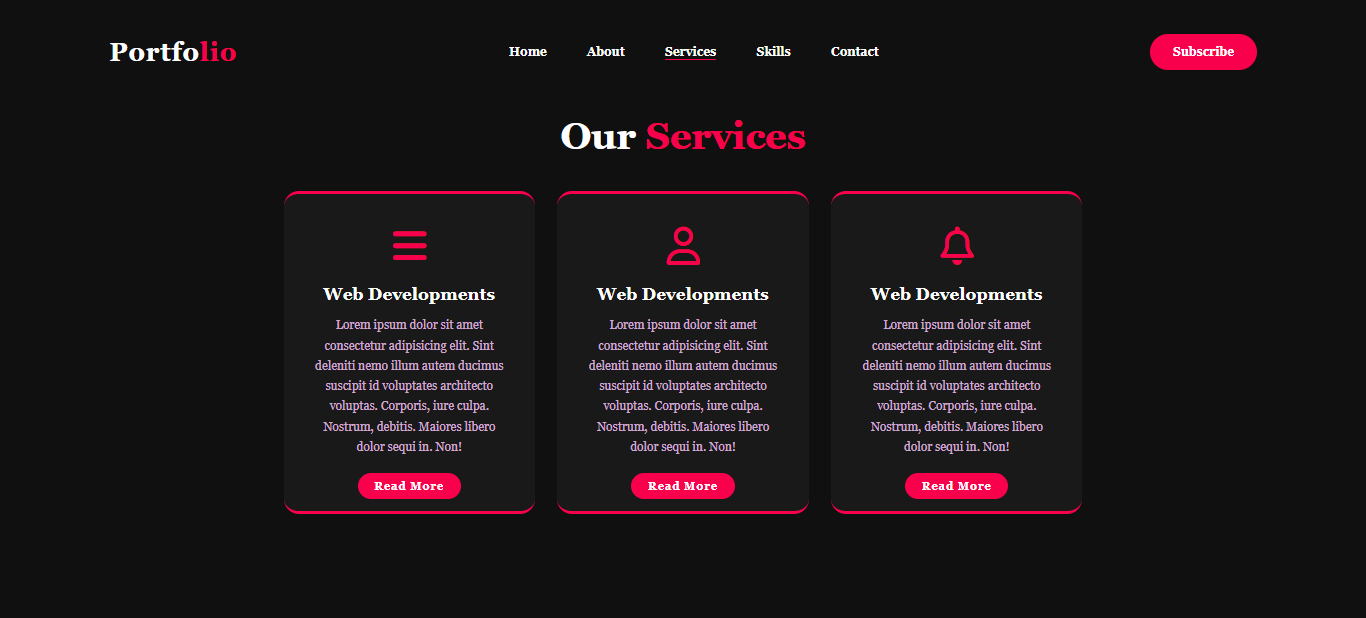 Portfolio
Home About Services Skills Contact
Subscribe
Our Services
Web Developments
Lorem ipsum dolor sit amet
consectetur adipisicing elit. Sint
deleniti nemo illum autem ducimus
suscipit id voluptates architecto
voluptas. Corporis, iure culpa.
Nostrum, debitis. Maiores libero
dolor sequi in. Non!
Read More
Web Developments
Lorem ipsum dolor sit amet
consectetur adipisicing elit. Sint
deleniti nemo illum autem ducimus
suscipit id voluptates architecto
voluptas. Corporis, iure culpa.
Nostrum, debitis. Maiores libero
dolor sequi in. Non!
Read More
Web Developments
Lorem ipsum dolor sit amet
consectetur adipisicing elit. Sint
deleniti nemo illum autem ducimus
suscipit id voluptates architecto
voluptas. Corporis, iure culpa.
Nostrum, debitis. Maiores libero
dolor sequi in. Non!
Read More